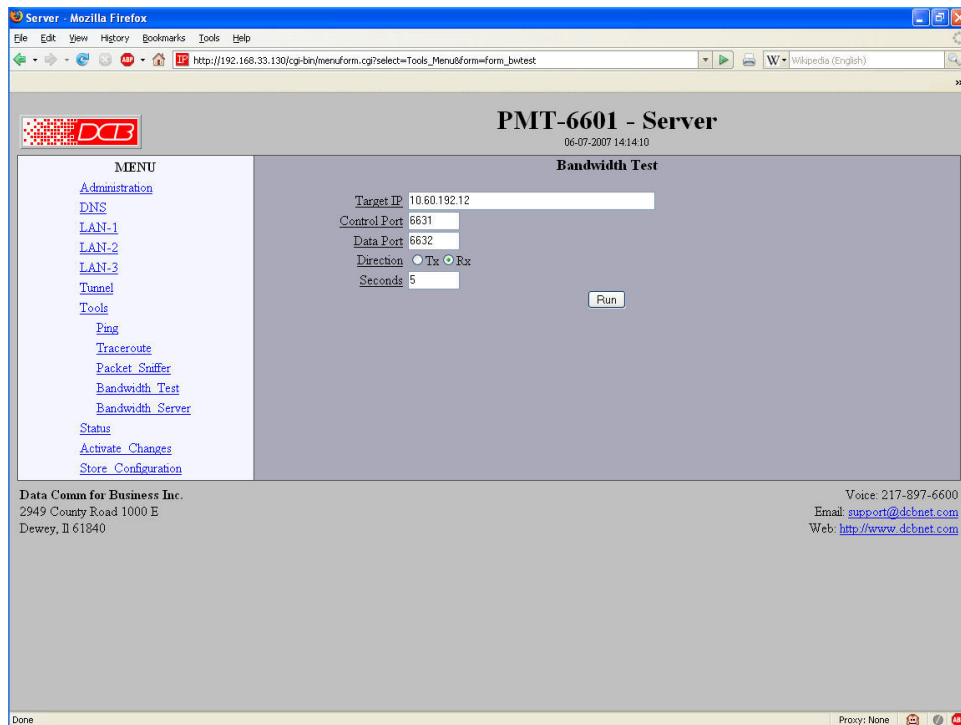 Server - Mozilla Firefox
File Edit View History Bookmarks Tools Help
ABP IP http://192.168.33.130/cgi-bin/menuform.cgi?select=Tools_Menu&form=form_bwtest W Wikipedia (English)
»
DCB
PMT-6601 - Server
06-07-2007 14:14:10
MENU
Administration
DNS
LAN-1
LAN-2
LAN-3
Tunnel
Tools
Ping
Traceroute
Packet Sniffer
Bandwidth Test
Bandwidth Server
Status
Activate Changes
Store Configuration
Bandwidth Test
Target IP 10.60.192.12
Control Port 6631
Data Port 6632
Direction Tx Rx
Seconds 5
Run
Data Comm for Business Inc.
2949 County Road 1000 E
Dewey, Il 61840
Voice: 217-897-6600
Email: support@dcbnet.com
Web: http://www.dcbnet.com
Done Proxy: None